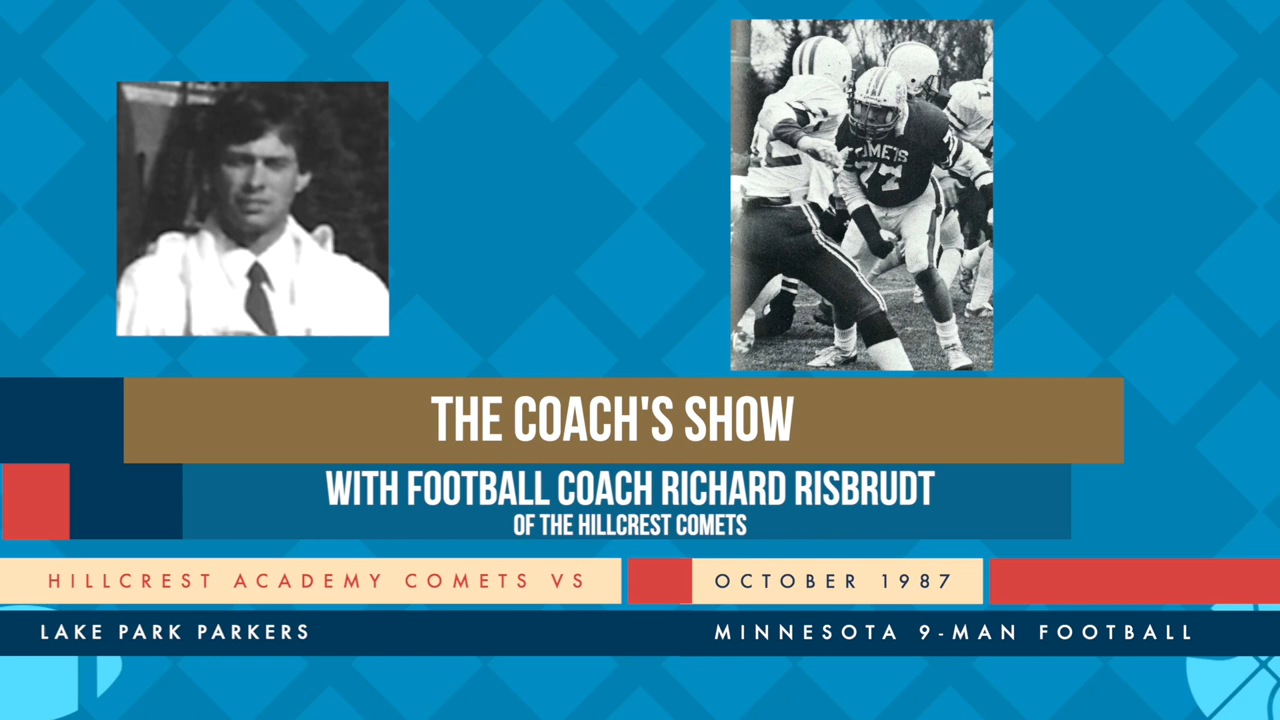 COMETS
77
THE COACH'S SHOW
WITH FOOTBALL COACH RICHARD RISBRUDT
OF THE HILLCREST COMETS
HILLCREST ACADEMY COMETS VS
OCTOBER 1987
LAKE PARK PARKERS
MINNESOTA 9-MAN FOOTBALL